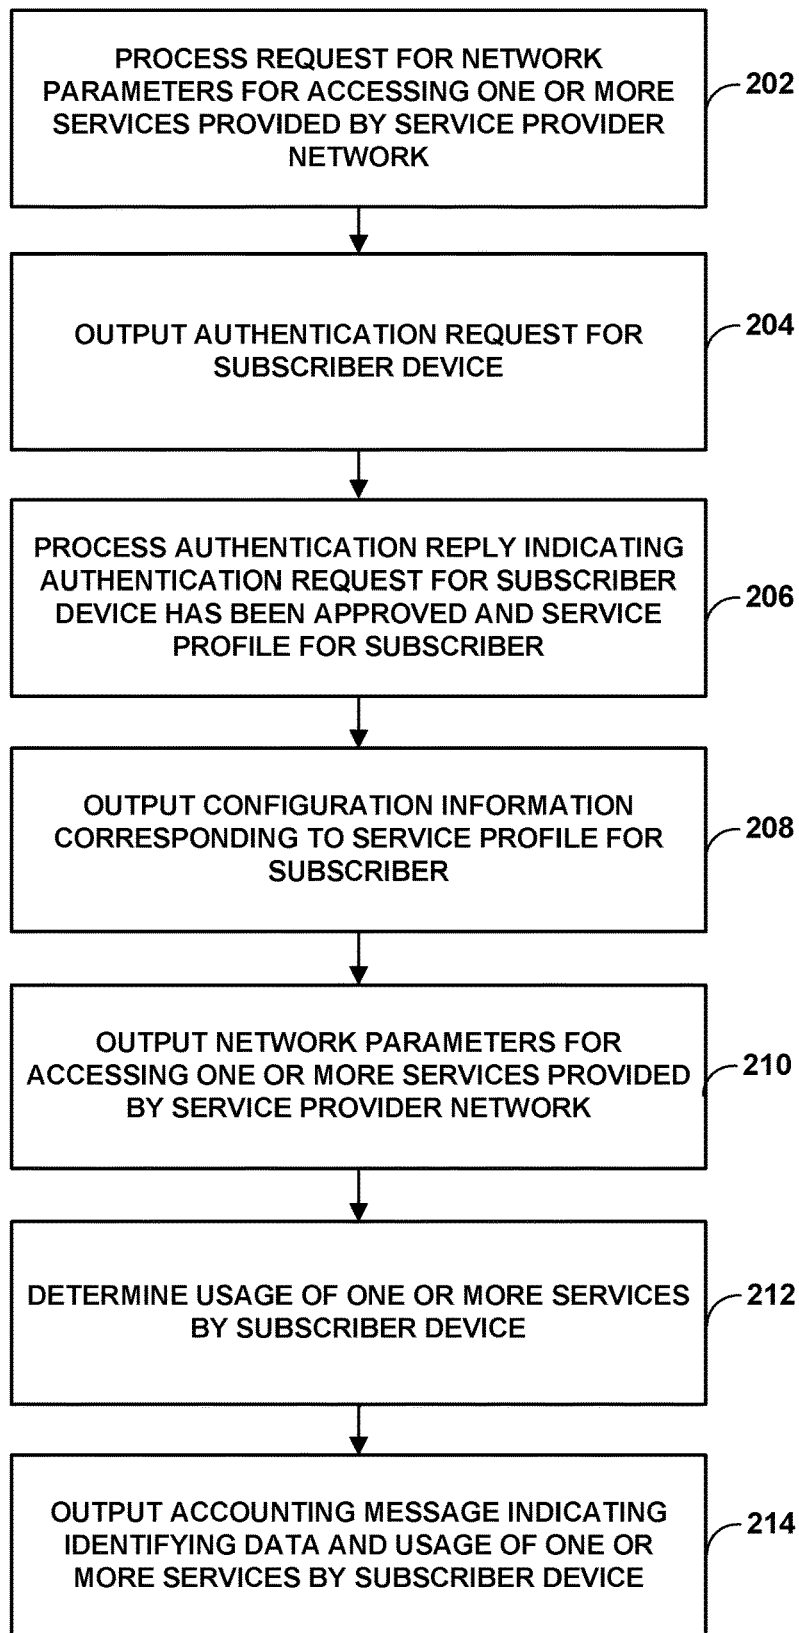 PROCESS REQUEST FOR NETWORK
PARAMETERS FOR ACCESSING ONE OR MORE
SERVICES PROVIDED BY SERVICE PROVIDER
NETWORK
202
OUTPUT AUTHENTICATION REQUEST FOR
SUBSCRIBER DEVICE
204
PROCESS AUTHENTICATION REPLY INDICATING
AUTHENTICATION REQUEST FOR SUBSCRIBER
DEVICE HAS BEEN APPROVED AND SERVICE
PROFILE FOR SUBSCRIBER
206
OUTPUT CONFIGURATION INFORMATION
CORRESPONDING TO SERVICE PROFILE FOR
SUBSCRIBER
208
OUTPUT NETWORK PARAMETERS FOR
ACCESSING ONE OR MORE SERVICES PROVIDED
BY SERVICE PROVIDER NETWORK
210
DETERMINE USAGE OF ONE OR MORE SERVICES
BY SUBSCRIBER DEVICE
212
OUTPUT ACCOUNTING MESSAGE INDICATING
IDENTIFYING DATA AND USAGE OF ONE OR
MORE SERVICES BY SUBSCRIBER DEVICE
214